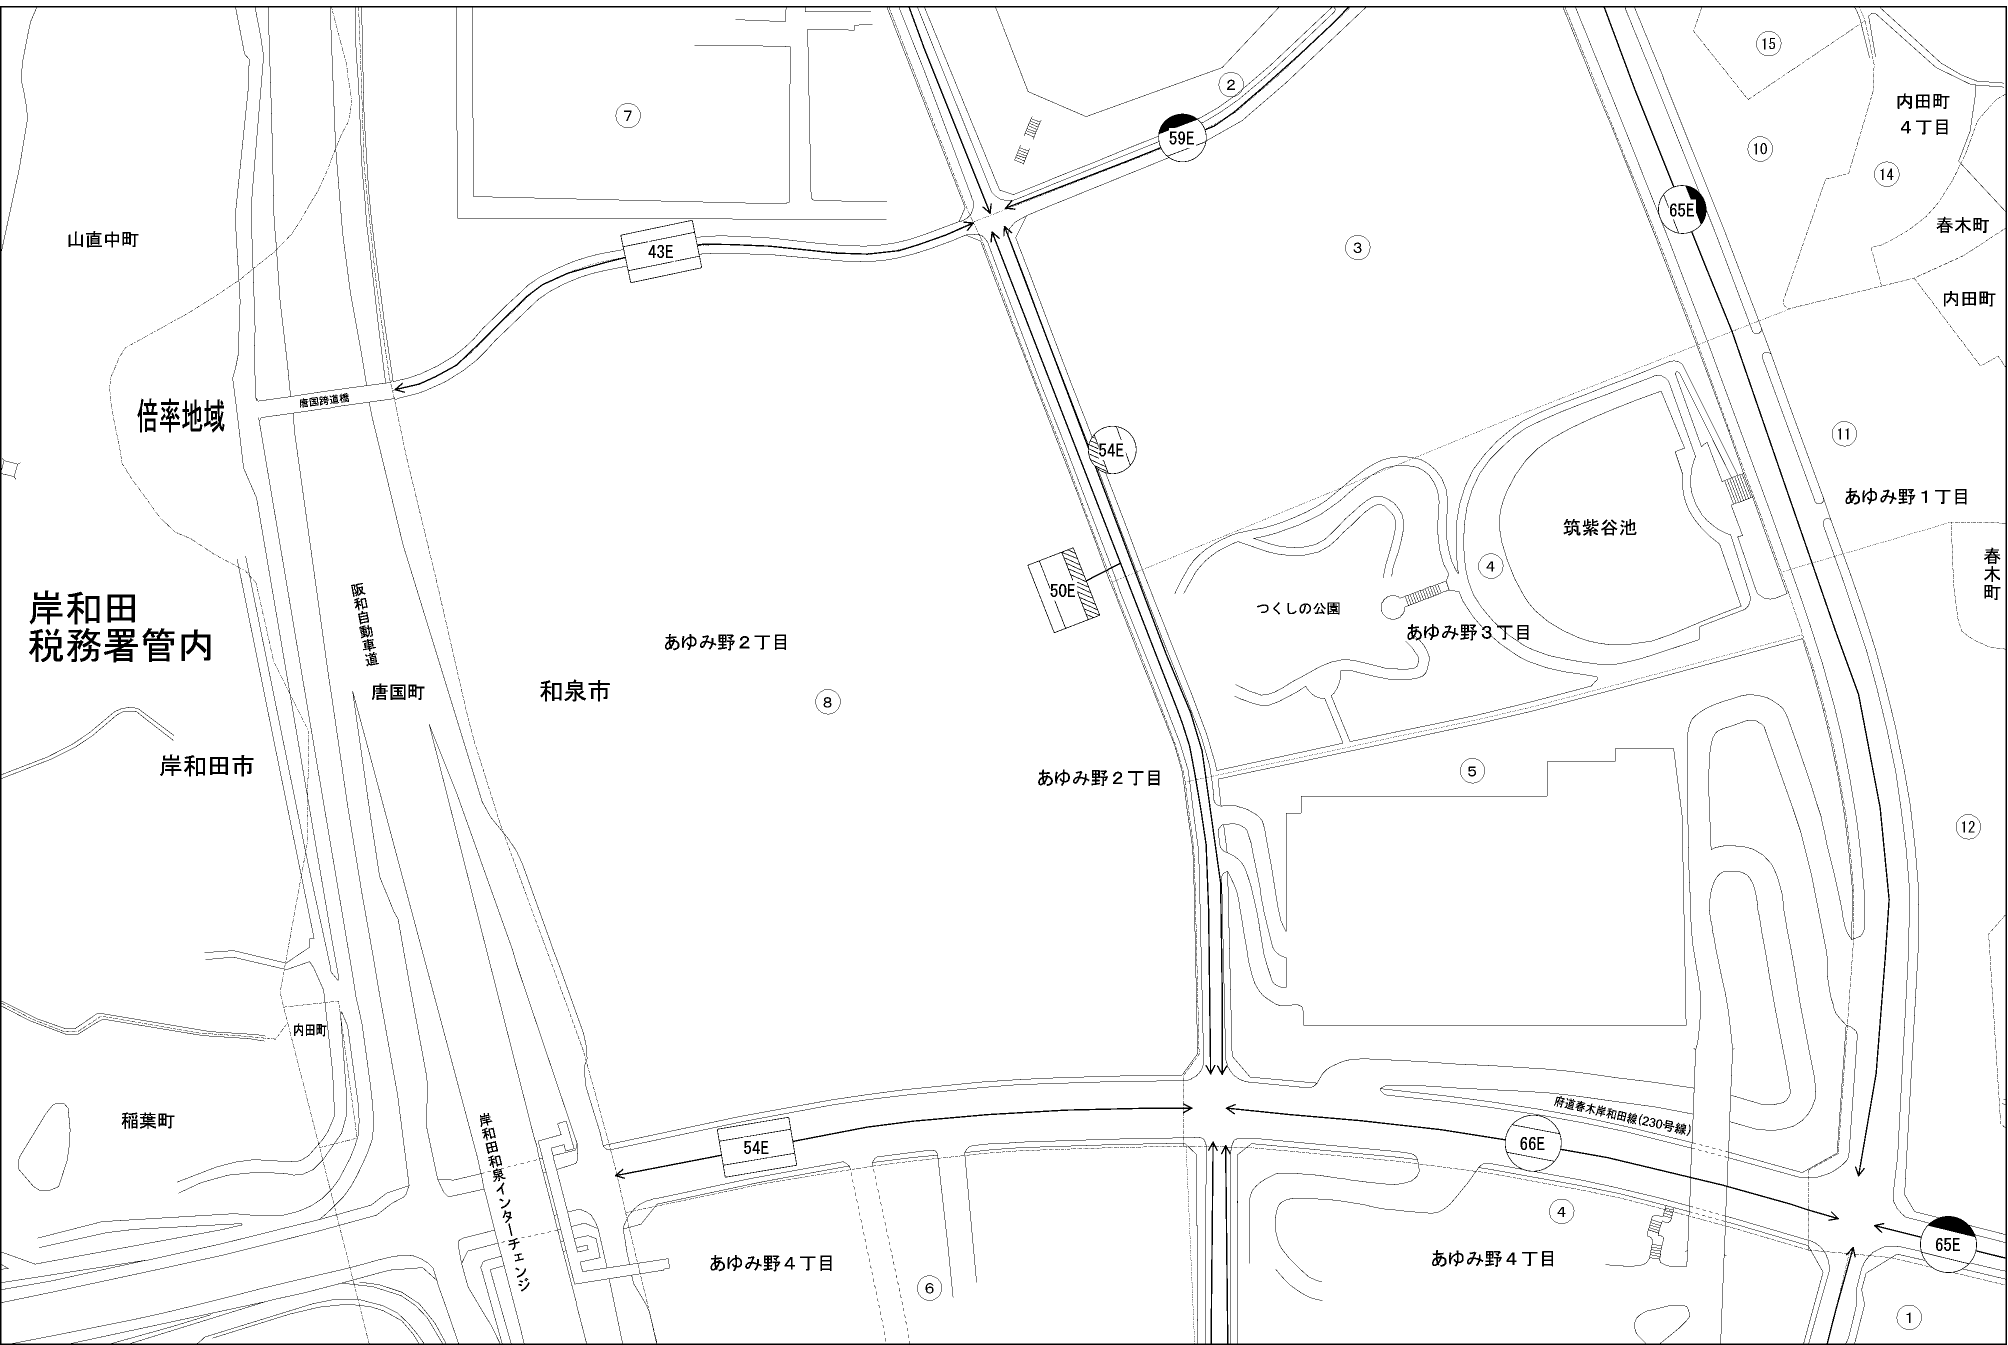 ⑮
②
内田町
4丁目
⑦
59E
⑩
⑭
65E
春木町
山直中町
43E
③
内田町
唐国跨道橋
倍率地域
⑪
54E
あゆみ野1丁目
筑紫谷池
春木町
④
50E
岸和田
税務署管内
阪和自動車道
つくしの公園
あゆみ野3丁目
あゆみ野2丁目
唐国町
和泉市
⑧
岸和田市
あゆみ野2丁目
⑤
⑫
内田町
稲葉町
府道春木岸和田線(230号線)
54E
66E
岸和田和泉インターチェンジ
④
65E
あゆみ野4丁目
あゆみ野4丁目
⑥
①